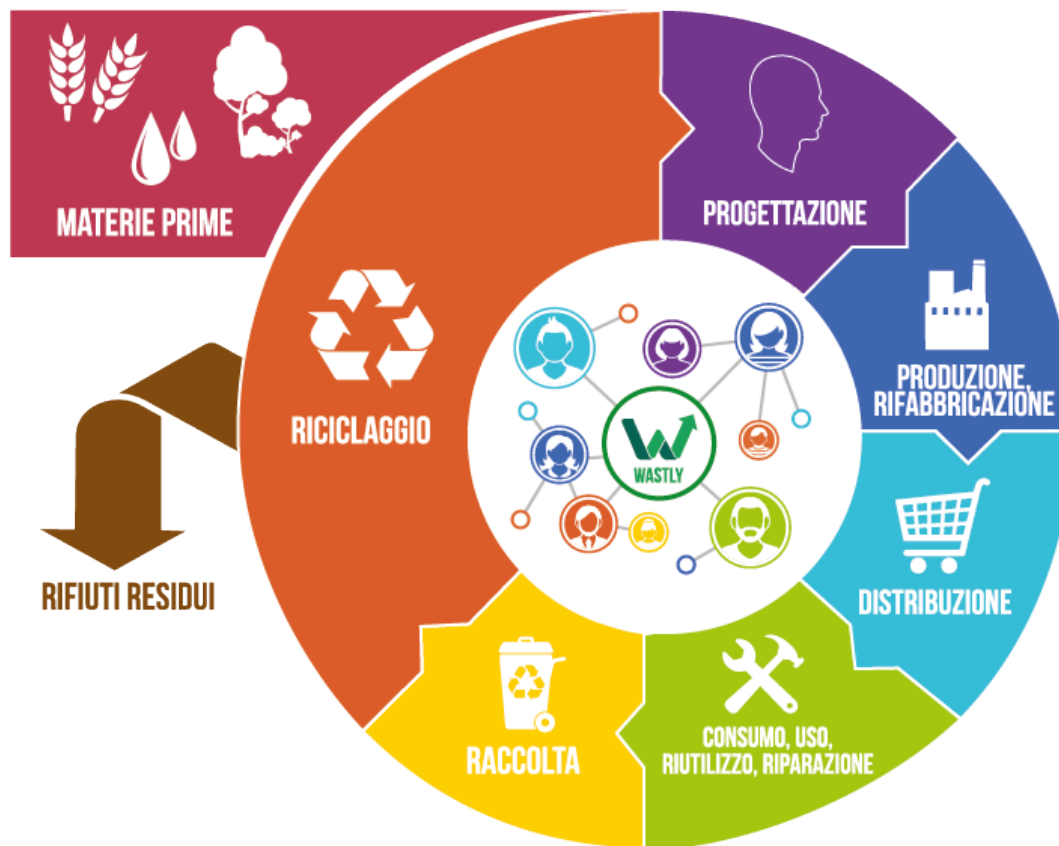 MATERIE PRIME
PROGETTAZIONE
PRODUZIONE,
RIFABBRICAZIONE
RICICLAGGIO
WASTLY
DISTRIBUZIONE
RIFIUTI RESIDUI
CONSUMO, USO,
RIUTILIZZO, RIPARAZIONE
RACCOLTA